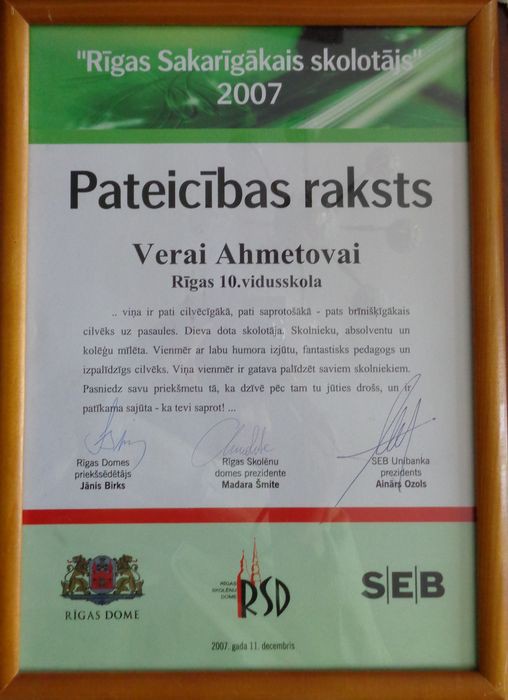 "Rīgas Sakarīgākais skolotājs"
2007
Pateicības raksts
Verai Ahmetovai
Rīgas 10.vidusskola
.. viņa ir pati cilvēcīgākā, pati saprotošākā - pats brīnišķīgākais
cilvēks uz pasaules. Dieva dota skolotāja. Skolnieku, absolventu un
kolēģu mīlēta. Vienmēr ar labu humora izjūtu, fantastisks pedagogs un
izpalīdzīgs cilvēks. Viņa vienmēr ir gatava palīdzēt saviem skolniekiem.
Pasniedz savu priekšmetu tā, ka dzīvē pēc tam tu jūties drošs, un ir
patīkama sajūta - ka tevi saprot! ...
Rīgas Domes
priekšsēdētājs
Jānis Birks
Rīgas Skolēnu
domes prezidente
Madara Šmite
SEB Unibanka
prezidents
Ainārs Ozols
RĪGAS DOME
RĪGAS
SKOLĒNU
DOME
RSD
SEB
2007. gada 11. decembris